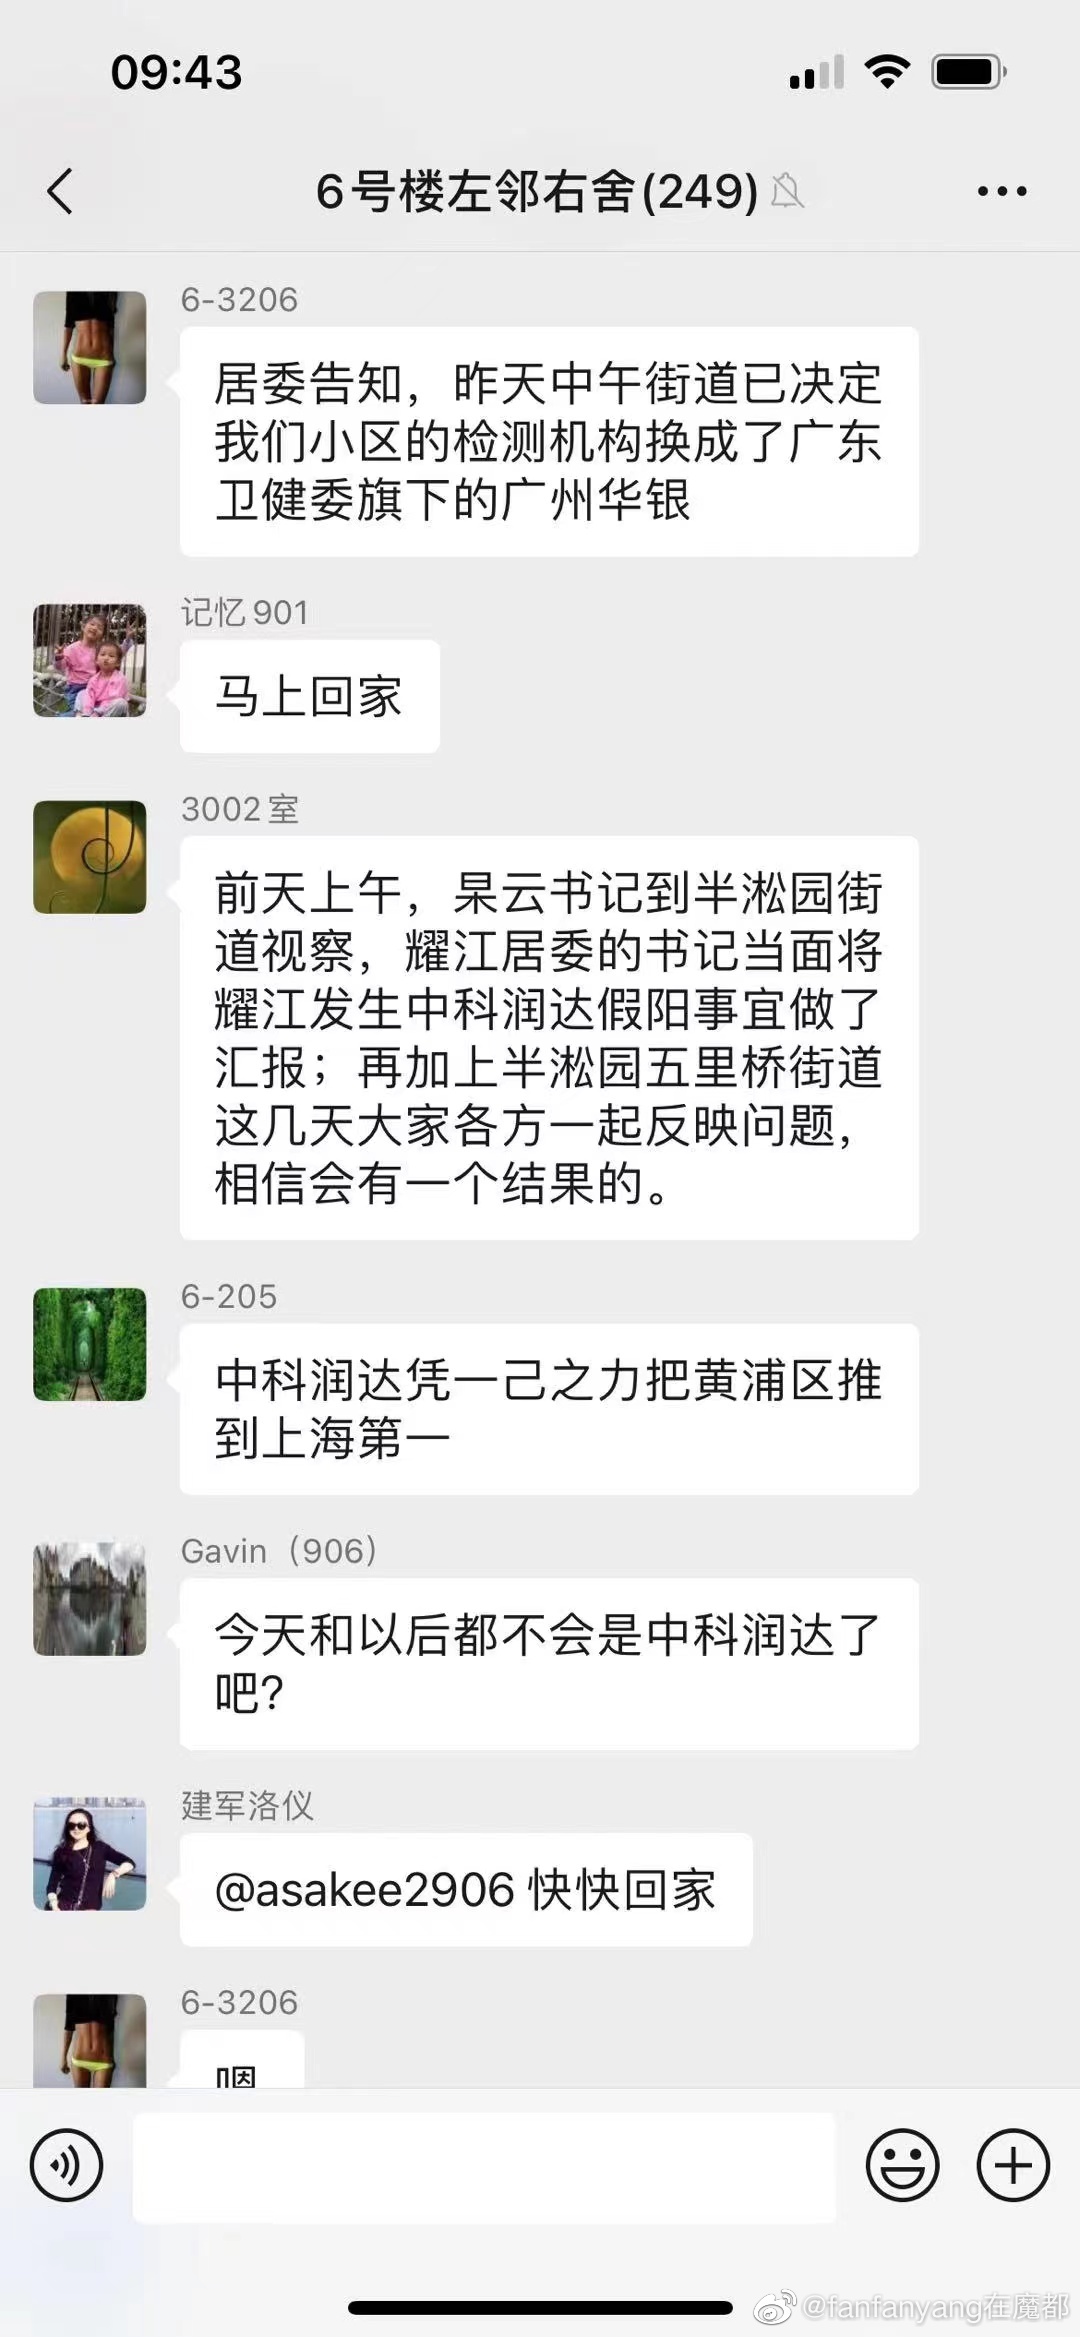 09:43
6号楼左邻右舍(249)
6-3206
居委告知，昨天中午街道已决定
我们小区的检测机构换成了广东
卫健委旗下的广州华银
记忆901
马上回家
3002室
前天上午，杲云书记到半淞园街
道视察，耀江居委的书记当面将
耀江发生中科润达假阳事宜做了
汇报；再加上半淞园五里桥街道
这几天大家各方一起反映问题，
相信会有一个结果的。
6-205
中科润达凭一己之力把黄浦区推
到上海第一
Gavin（906）
今天和以后都不会是中科润达了
吧？
建军洛仪
@asakee2906 快快回家
6-3206
嗯
@fanfanyang在魔都